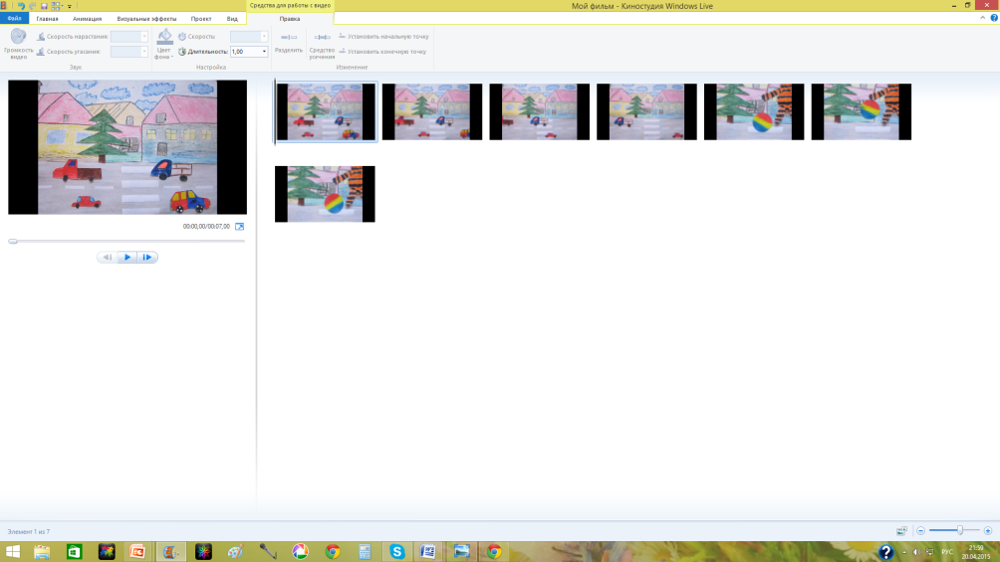 Средства для работы с видео
Мой фильм - Киностудия Windows Live
Файл Главная Анимация Визуальные эффекты Проект Вид Правка
Громкость видео
Скорость нарастания:
Скорость угасания:
Звук
Цвет фона
Скорость:
Длительность: 1,00
Настройка
Разделить
Средство усечения
Установить начальную точку
Установить конечную точку
Изменение
00:00,00/00:07,00
Элемент 1 из 7
РУС
21:59
20.04.2015